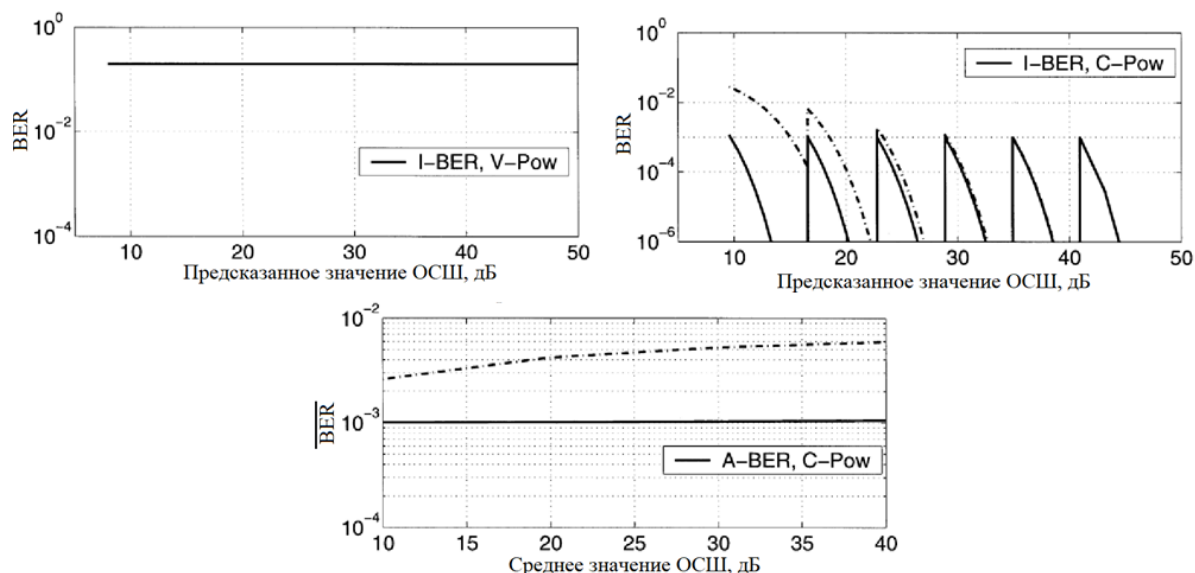 10^0
10^-2
10^-4
BER
I-BER, V-Pow
10 20 30 40 50
Предсказанное значение ОСШ, дБ
10^0
10^-2
10^-4
10^-6
BER
I-BER, C-Pow
10 20 30 40 50
Предсказанное значение ОСШ, дБ
10^-2
10^-3
10^-4
BER
A-BER, C-Pow
10 15 20 25 30 35 40
Среднее значение ОСШ, дБ